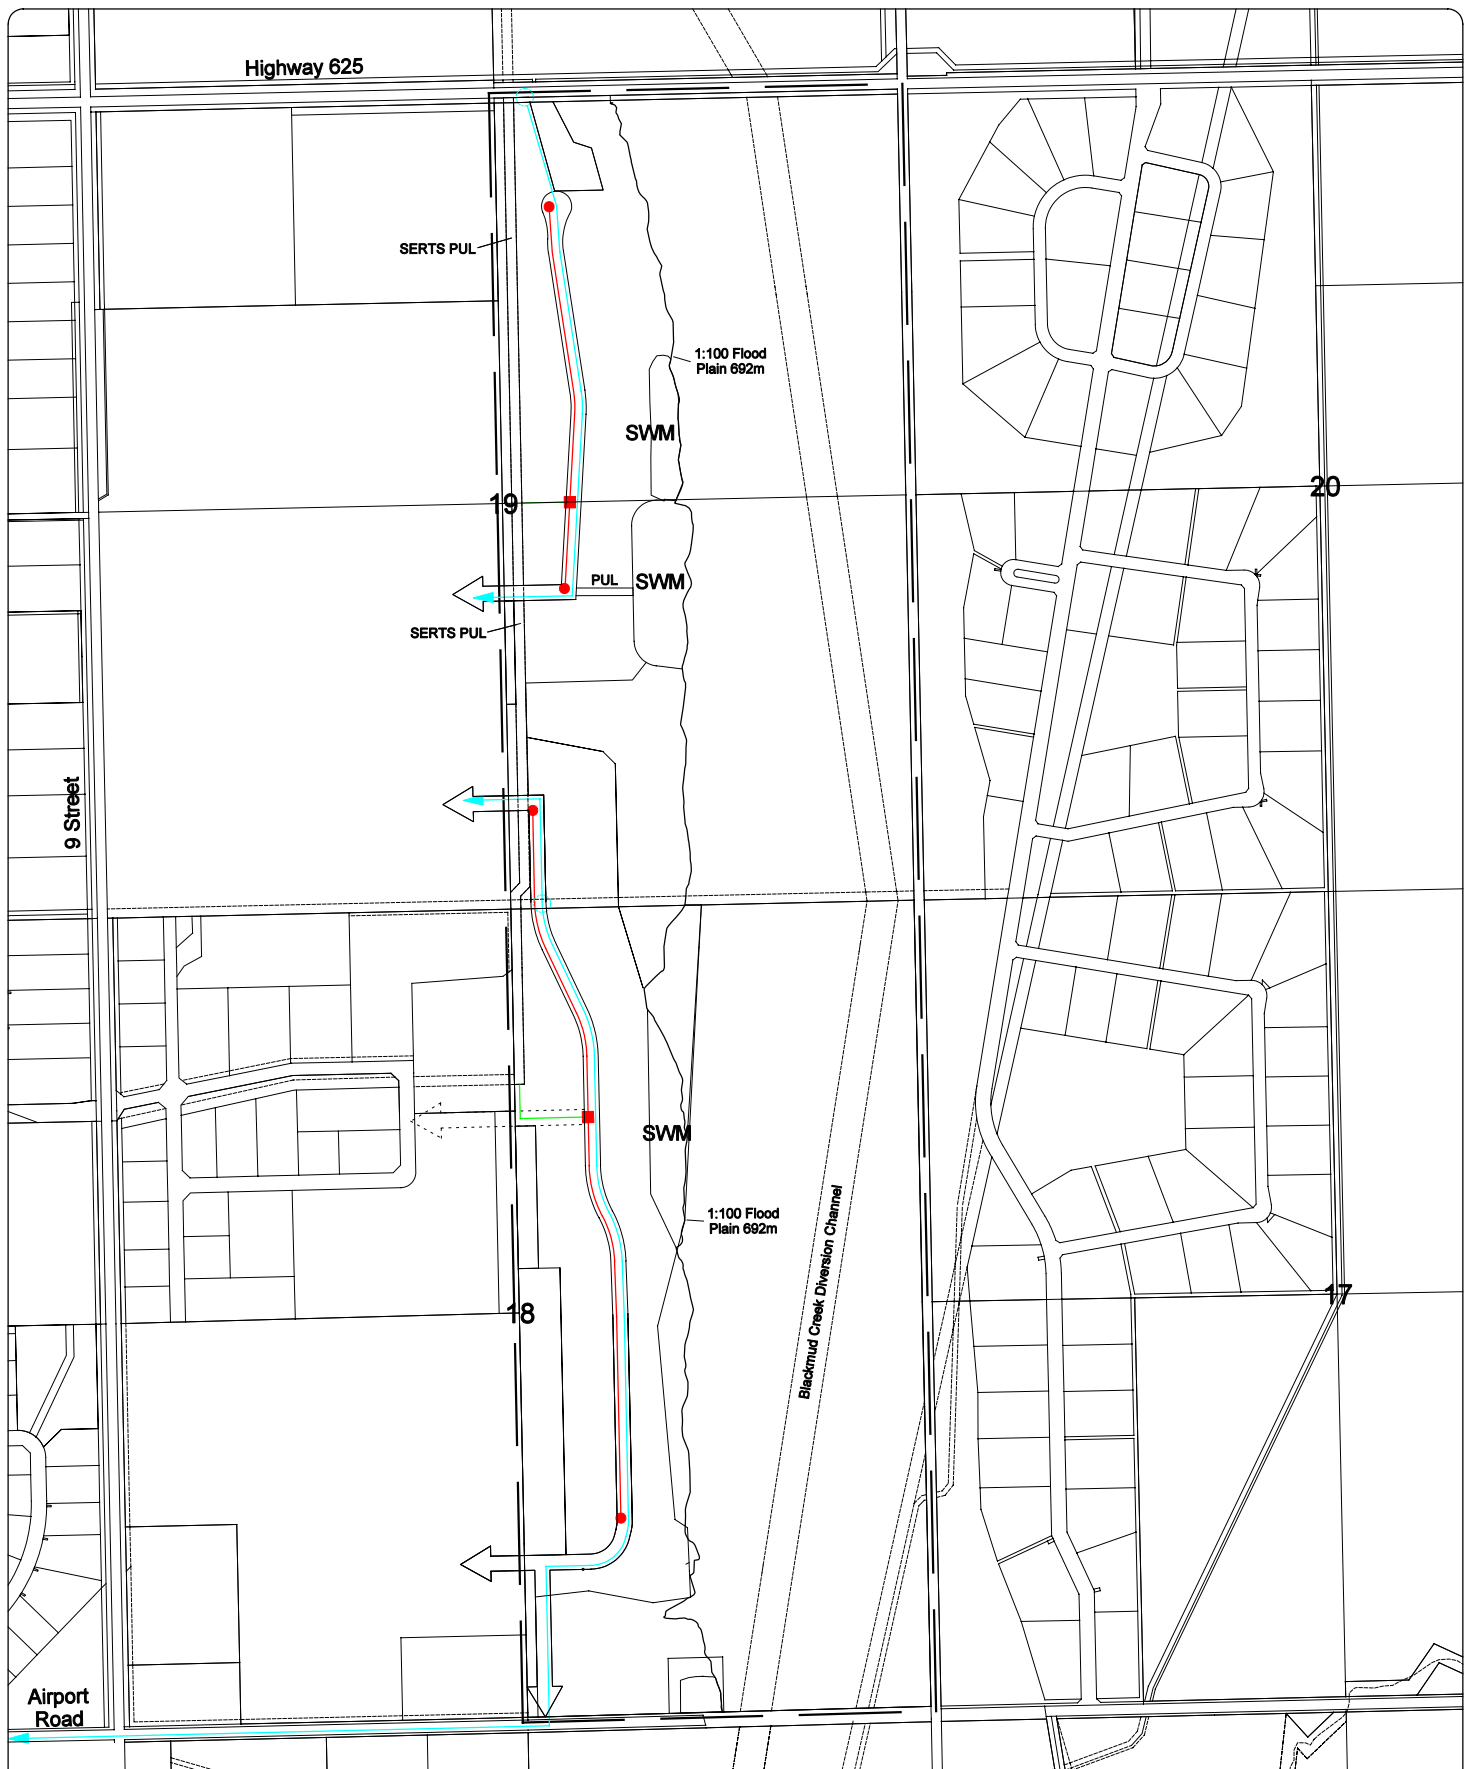 Highway 625
SERTS PUL
1:100 Flood
Plain 692m
SWM
19
20
PUL
SWM
SERTS PUL
9 Street
SWM
1:100 Flood
Plain 692m
Blackmud Creek Diversion Channel
18
17
Airport
Road